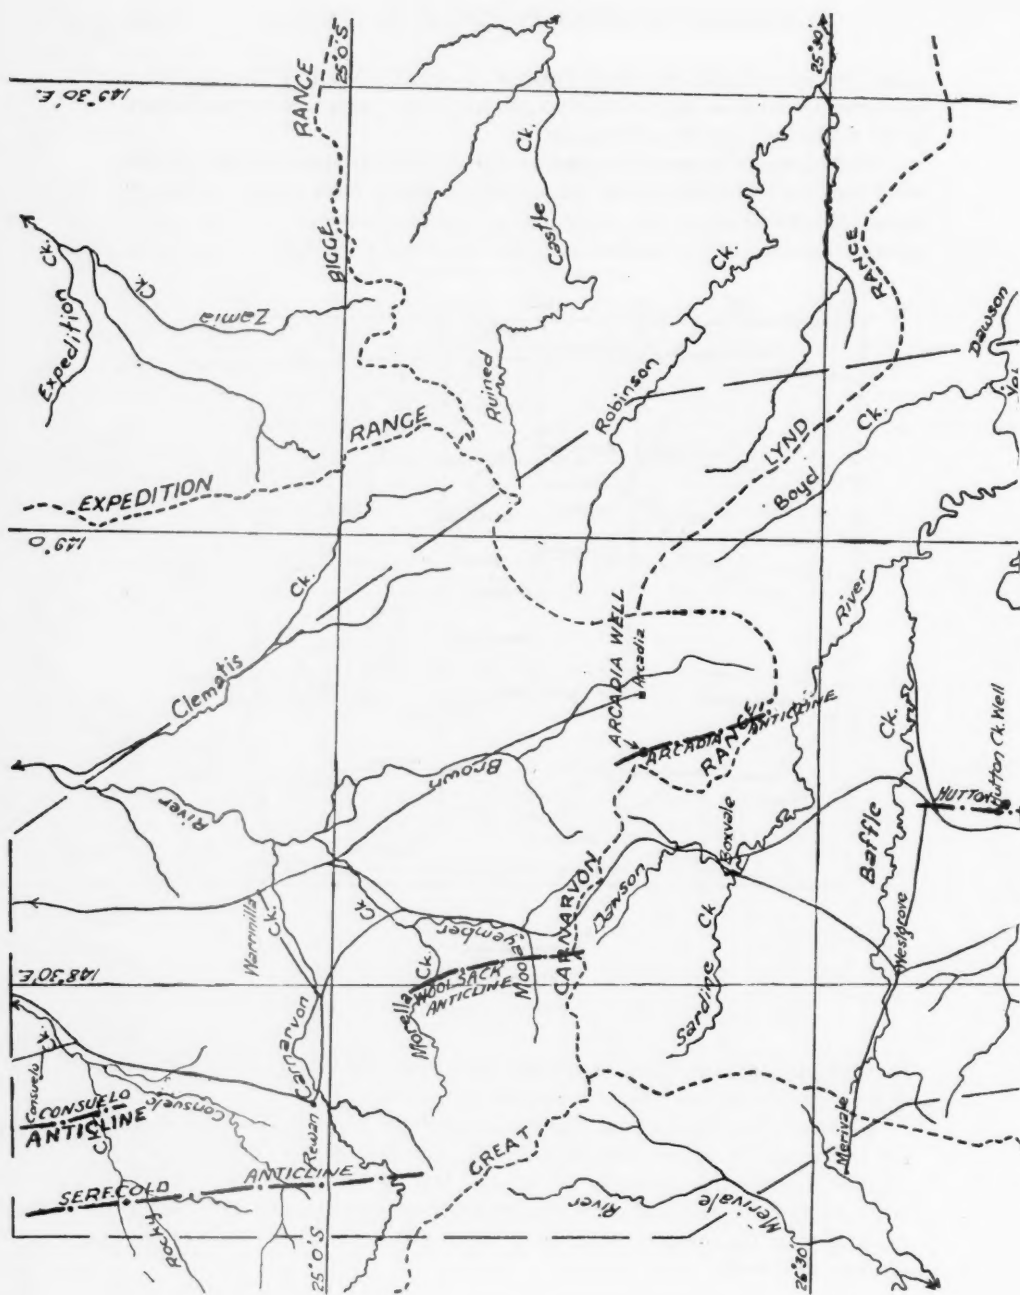 149°30'E.
25°0'S
25°30'
RANGE
BIGGE
Ck.
Castle
Ruined
Ck.
Expedition
Ck.
Zamia
Ck.
Robinson
RANGE
Dawson
EXPEDITION RANGE
LYND
Ck.
Boyd
149°0
Ck.
Clematis
ARCADIA WELL
Arcadia
River
ARCADIA
ANTICLINE
RANGE
Brown
River
Ck.
Hutton Ck. Well
HUTTON
Boxvale
Baffle
Warrinilla
Ck.
Ck.
CARNARVON
Dawson
Westgrove
Moolayember
148°30'E.
Ck.
WOOLSACK
ANTICLINE
Morella
Ck
Sardine
Carnarvon
Ck.
Consuelo
CONSUELO
ANTICLINE
Ck.
Consuelo
Rewan
Merivale
GREAT
SEROCOLD ANTICLINE
River
Merivale
Rocky
25°0'S
26°30'